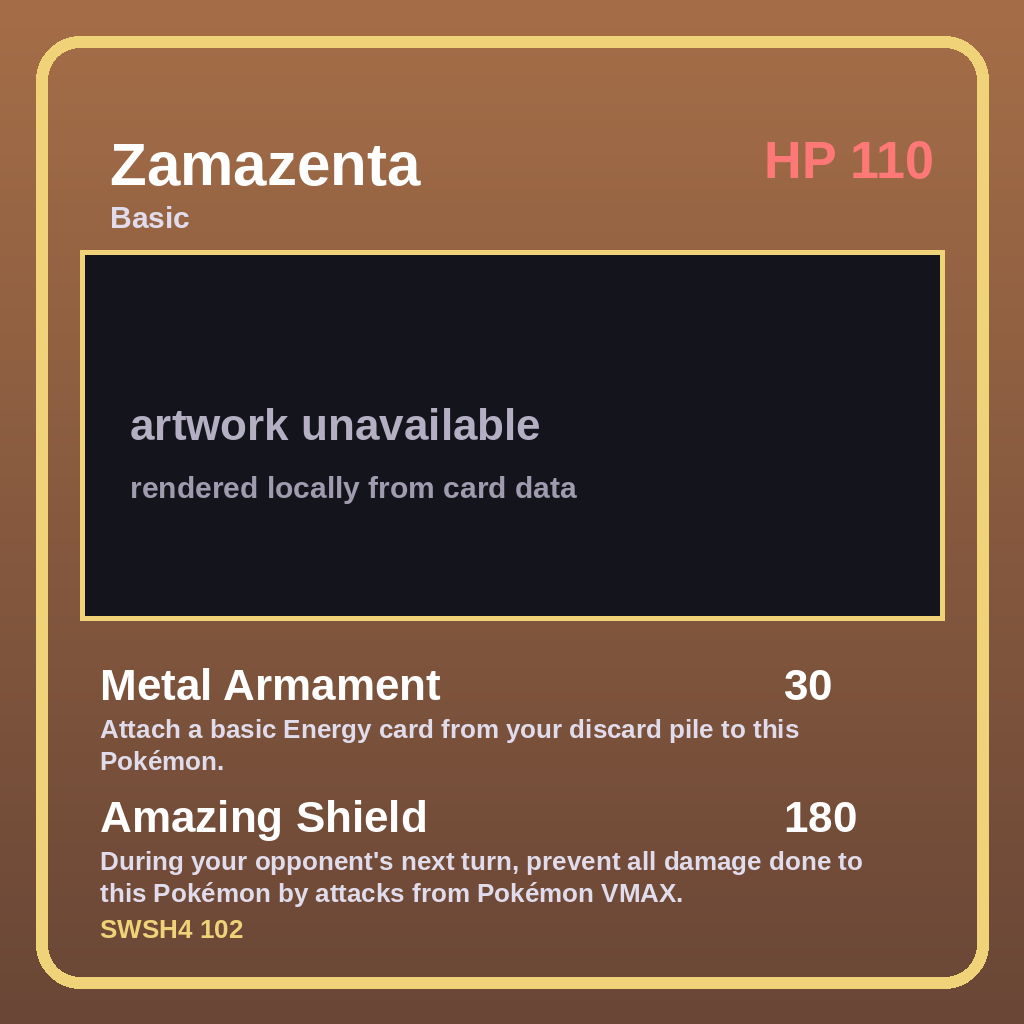 Zamazenta
HP 110
Basic
artwork unavailable
rendered locally from card data
Metal Armament 30
Attach a basic Energy card from your discard pile to this
Pokémon.
Amazing Shield 180
During your opponent's next turn, prevent all damage done to
this Pokémon by attacks from Pokémon VMAX.
SWSH4 102